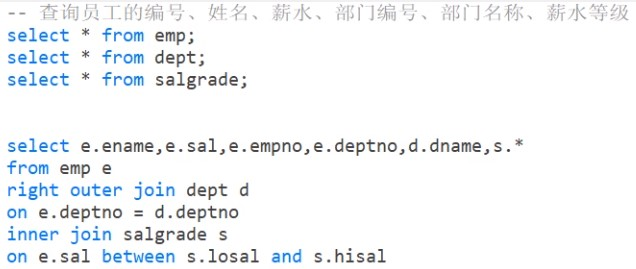 -- 查询员工的编号、姓名、薪水、部门编号、部门名称、薪水等级
select * from emp;
select * from dept;
select * from salgrade;
select e.ename,e.sal,e.empno,e.deptno,d.dname,s.*
from emp e
right outer join dept d
on e.deptno = d.deptno
inner join salgrade s
on e.sal between s.losal and s.hisal